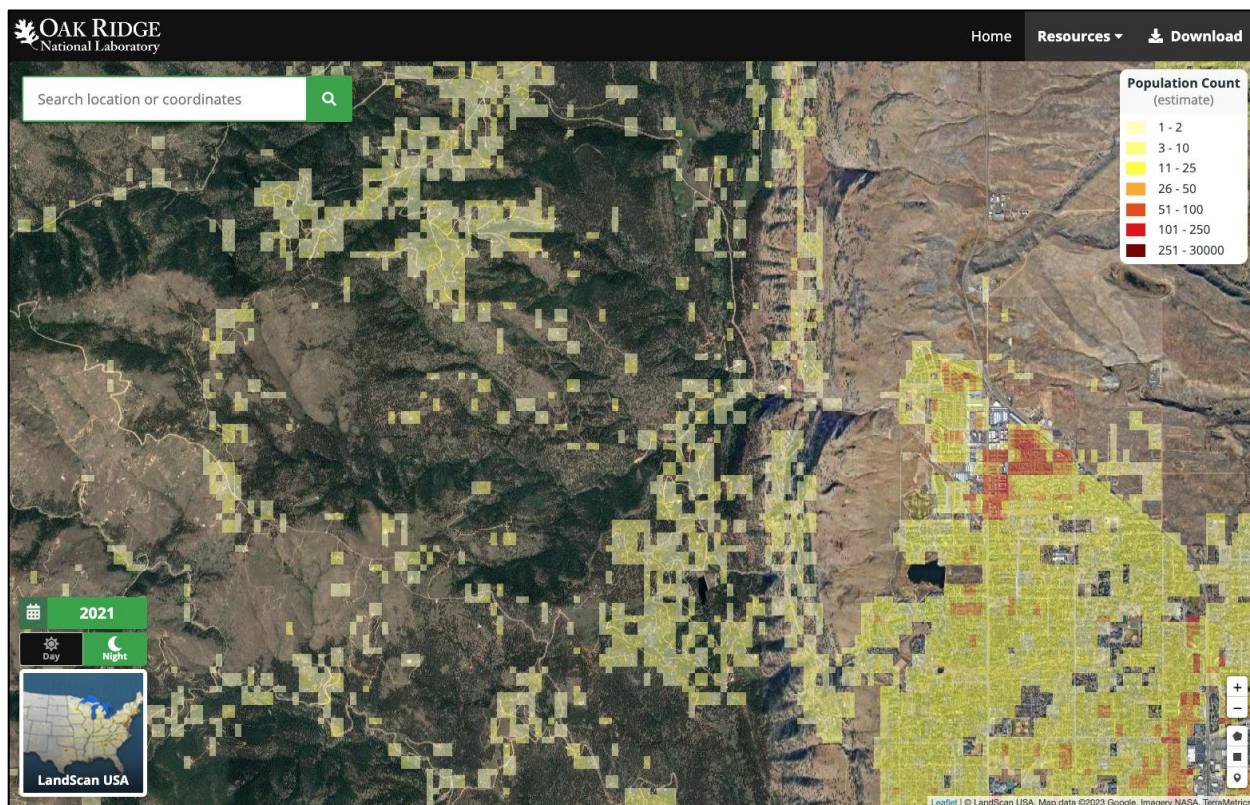 OAK RIDGE
National Laboratory
Home
Resources
Download
Search location or coordinates
Population Count
(estimate)
1 - 2
3 - 10
11 - 25
26 - 50
51 - 100
101 - 250
251 - 30000
2021
Day
Night
LandScan USA
+
−
Leaflet | © LandScan USA, Map data ©2023 Google, Imagery NASA, TerraMetrics